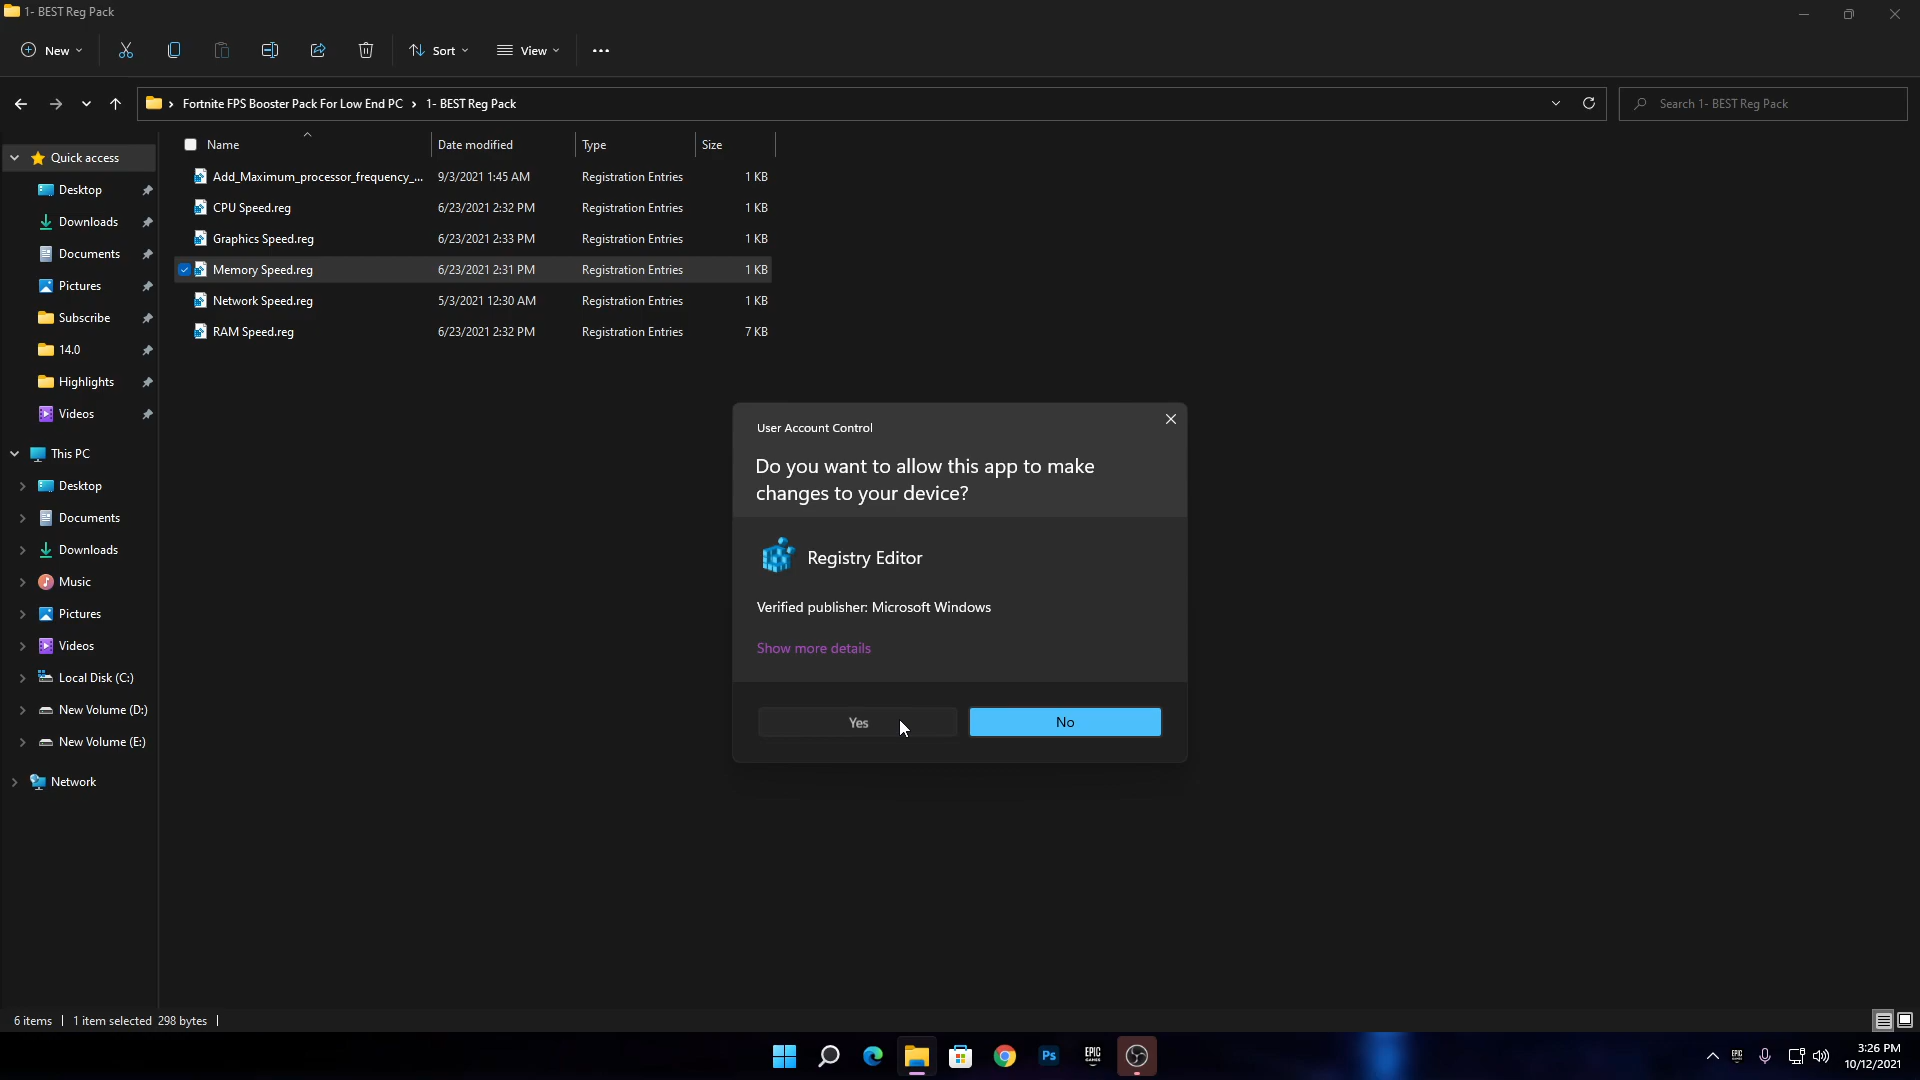 1- BEST Reg Pack
New
Sort
View
Fortnite FPS Booster Pack For Low End PC
1- BEST Reg Pack
Search 1- BEST Reg Pack
Name
Date modified
Type
Size
Add_Maximum_processor_frequency_...
9/3/2021 1:45 AM
Registration Entries
1 KB
CPU Speed.reg
6/23/2021 2:32 PM
Registration Entries
1 KB
Graphics Speed.reg
6/23/2021 2:33 PM
Registration Entries
1 KB
Memory Speed.reg
6/23/2021 2:31 PM
Registration Entries
1 KB
Network Speed.reg
5/3/2021 12:30 AM
Registration Entries
1 KB
RAM Speed.reg
6/23/2021 2:32 PM
Registration Entries
7 KB
Quick access
Desktop
Downloads
Documents
Pictures
Subscribe
14.0
Highlights
Videos
This PC
Desktop
Documents
Downloads
Music
Pictures
Videos
Local Disk (C:)
New Volume (D:)
New Volume (E:)
Network
User Account Control
Do you want to allow this app to make
changes to your device?
Registry Editor
Verified publisher: Microsoft Windows
Show more details
Yes
No
6 items
1 item selected 298 bytes
Ps
EPIC
GAMES
EPIC
3:26 PM
10/12/2021